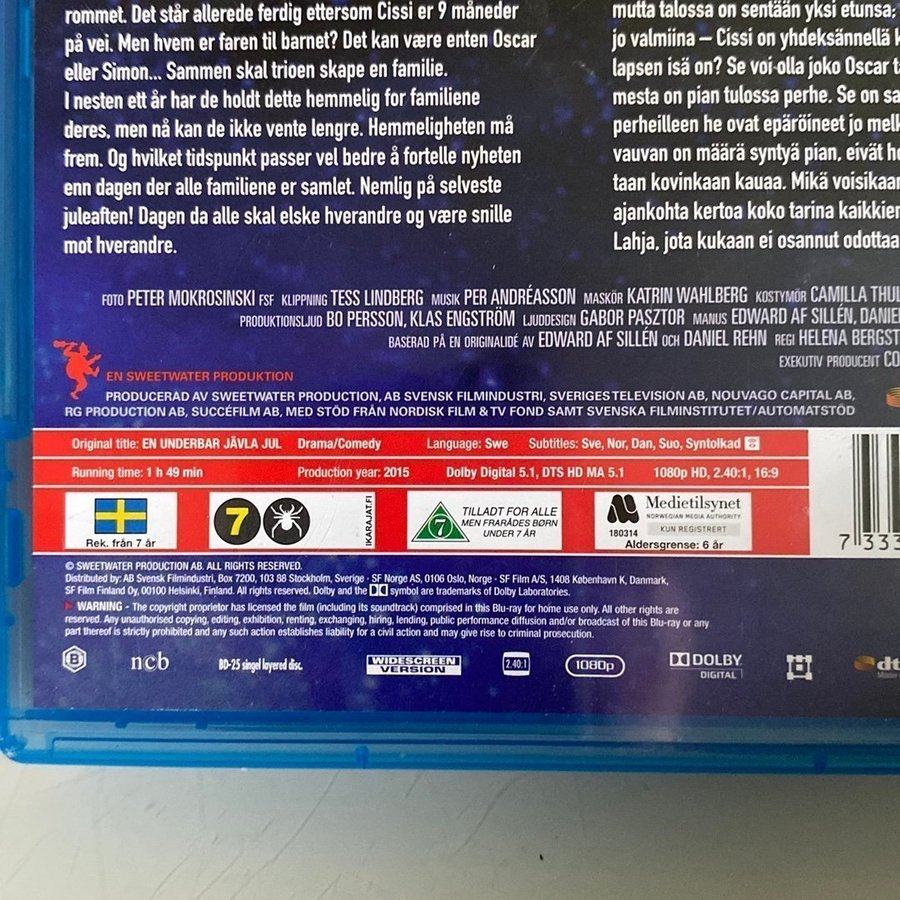 rommet. Det står allerede ferdig ettersom Cissi er 9 måneder
på vei. Men hvem er faren til barnet? Det kan være enten Oscar
eller Simon... Sammen skal trioen skape en familie.
I nesten ett år har de holdt dette hemmelig for familiene
deres, men nå kan de ikke vente lengre. Hemmeligheten må
frem. Og hvilket tidspunkt passer vel bedre å fortelle nyheten
enn dagen der alle familiene er samlet. Nemlig på selveste
juleaften! Dagen da alle skal elske hverandre og være snille
mot hverandre.
mutta talossa on sentään yksi etunsa;
jo valmiina – Cissi on yhdeksännellä
lapsen isä on? Se voi olla joko Oscar
mesta on pian tulossa perhe. Se on
perheilleen he ovat epäröineet jo
vauvan on määrä syntyä pian, eivät
taan kovinkaan kauaa. Mikä voisikaan
ajankohta kertoa koko tarina
Lahja, jota kukaan ei osannut
FOTO PETER MOKROSINSKI FSF KLIPPNING TESS LINDBERG MUSIK PER ANDRÉASSON MASKÖR KATRIN WAHLBERG KOSTYMÖR CAMILLA
PRODUKTIONSLJUD BO PERSSON, KLAS ENGSTRÖM LJUDDESIGN GABOR PASZTOR MANUS EDWARD AF SILLÉN,
BASERAD PÅ EN ORIGINALIDÉ AV EDWARD AF SILLÉN OCH DANIEL REHN REGI HELENA
EXEKUTIV PRODUCENT
EN SWEETWATER PRODUKTION
PRODUCERAD AV SWEETWATER PRODUCTION, AB SVENSK FILMINDUSTRI, SVERIGES TELEVISION AB, NOUVAGO CAPITAL AB,
RG PRODUCTION AB, SUCCÉFILM AB, MED STÖD FRÅN NORDISK FILM & TV FOND SAMT SVENSKA FILMINSTITUTET/AUTOMATSTÖD
Original title: EN UNDERBAR JÄVLA JUL Drama/Comedy Language: Swe Subtitles: Sve, Nor, Dan, Suo, Syntolkad
Running time: 1 h 49 min Production year: 2015 Dolby Digital 5.1, DTS HD MA 5.1 1080p HD, 2.40:1, 16:9
Rek. från 7 år
7
IKARAJAT.FI
7
TILLADT FOR ALLE
MEN FRARÅDES BØRN
UNDER 7 ÅR
Medietilsynet
NORWEGIAN MEDIA AUTHORITY
KUN REGISTRERT
180314
Aldersgrense: 6 år
7 333
© SWEETWATER PRODUCTION AB. ALL RIGHTS RESERVED.
Distributed by: AB Svensk Filmindustri, Box 7200, 103 88 Stockholm, Sverige · SF Norge AS, 0106 Oslo, Norge · SF Film A/S, 1408 København K, Danmark,
SF Film Finland Oy, 00100 Helsinki, Finland. All rights reserved. Dolby and the symbol are trademarks of Dolby Laboratories.
WARNING - The copyright proprietor has licensed the film (including its soundtrack) comprised in this Blu-ray for home use only. All other rights are
reserved. Any unauthorised copying, editing, exhibition, renting, exchanging, hiring, lending, public performance diffusion and/or broadcast of this Blu-ray or any
part thereof is strictly prohibited and any such action establishes liability for a civil action and may give rise to criminal prosecution.
B
ncb
BD-25 singel layered disc.
WIDESCREEN
VERSION
2.40:1
1080p
DOLBY
DIGITAL
dts